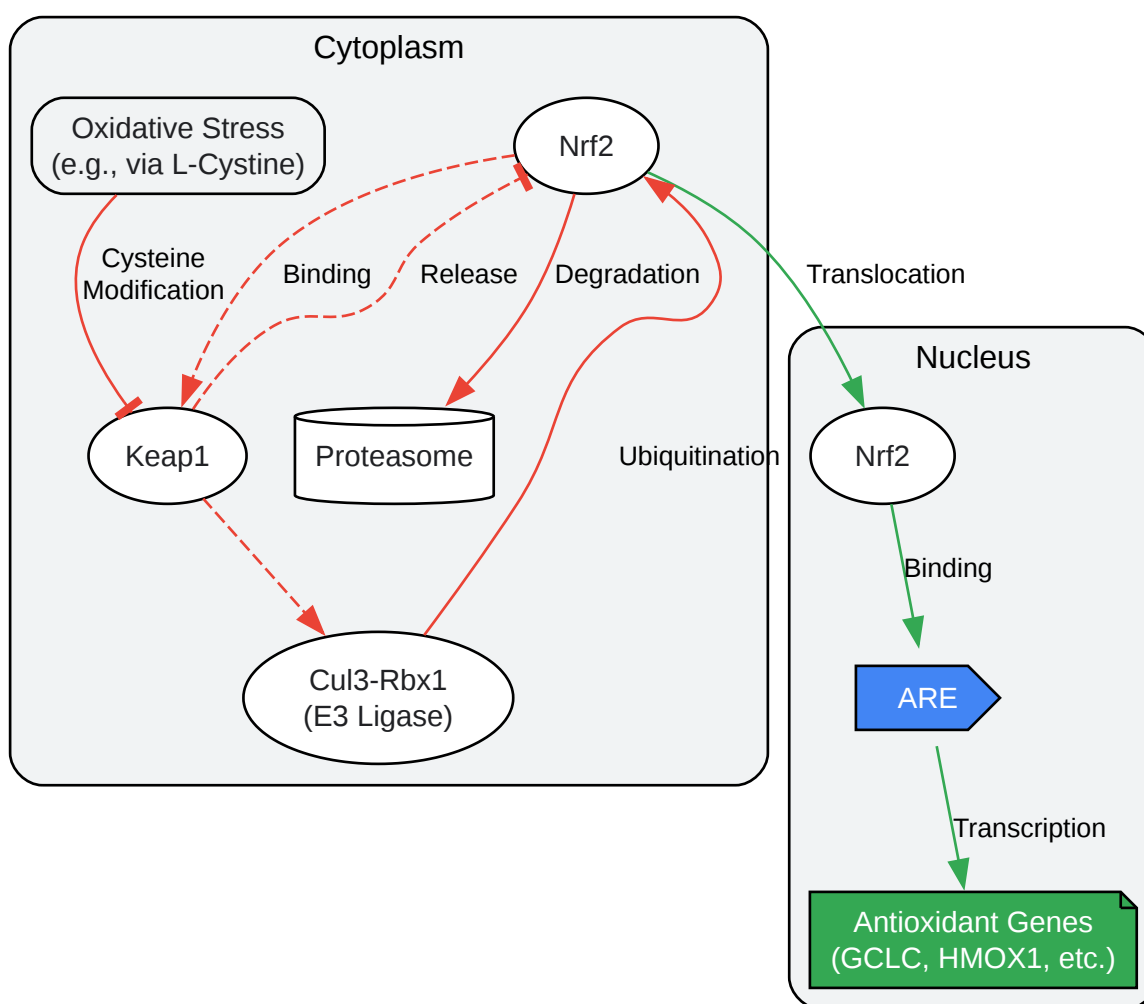 Cytoplasm
Oxidative Stress
(e.g., via L-Cystine)
Nrf2
Cysteine
Modification
Binding
Release
Degradation
Translocation
Nucleus
Keap1
Proteasome
Ubiquitination
Nrf2
Binding
Cul3-Rbx1
(E3 Ligase)
ARE
Transcription
Antioxidant Genes
(GCLC, HMOX1, etc.)